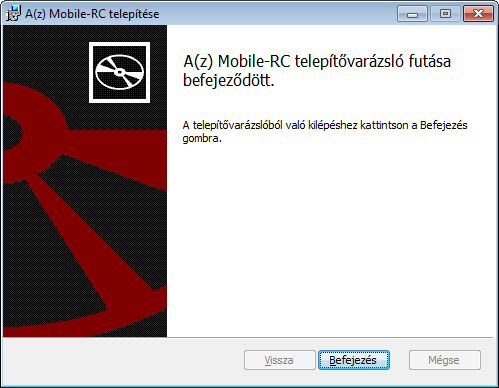 A(z) Mobile-RC telepítése
A(z) Mobile-RC telepítővarázsló futása
befejeződött.
A telepítővarázslóból való kilépéshez kattintson a Befejezés
gombra.
Vissza
Befejezés
Mégse